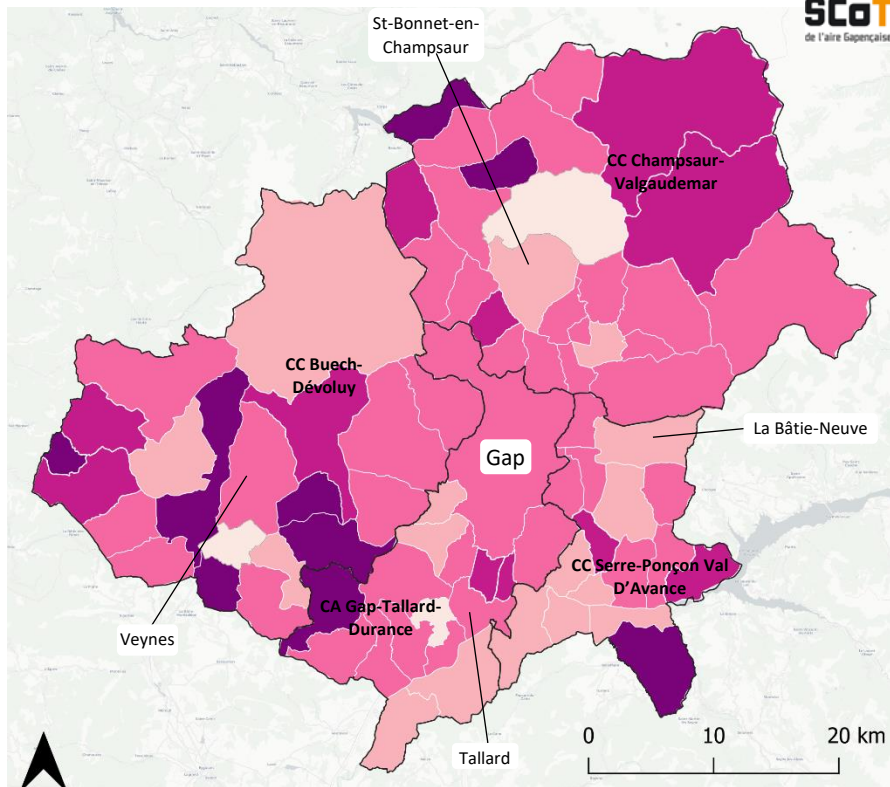 SCoT
de l'aire Gapençaise
St-Bonnet-en-
Champsaur
CC Champsaur-
Valgaudemar
CC Buech-
Dévoluy
La Bâtie-Neuve
Gap
CC Serre-Ponçon Val
D'Avance
CA Gap-Tallard-
Durance
Veynes
Tallard
0 10 20 km